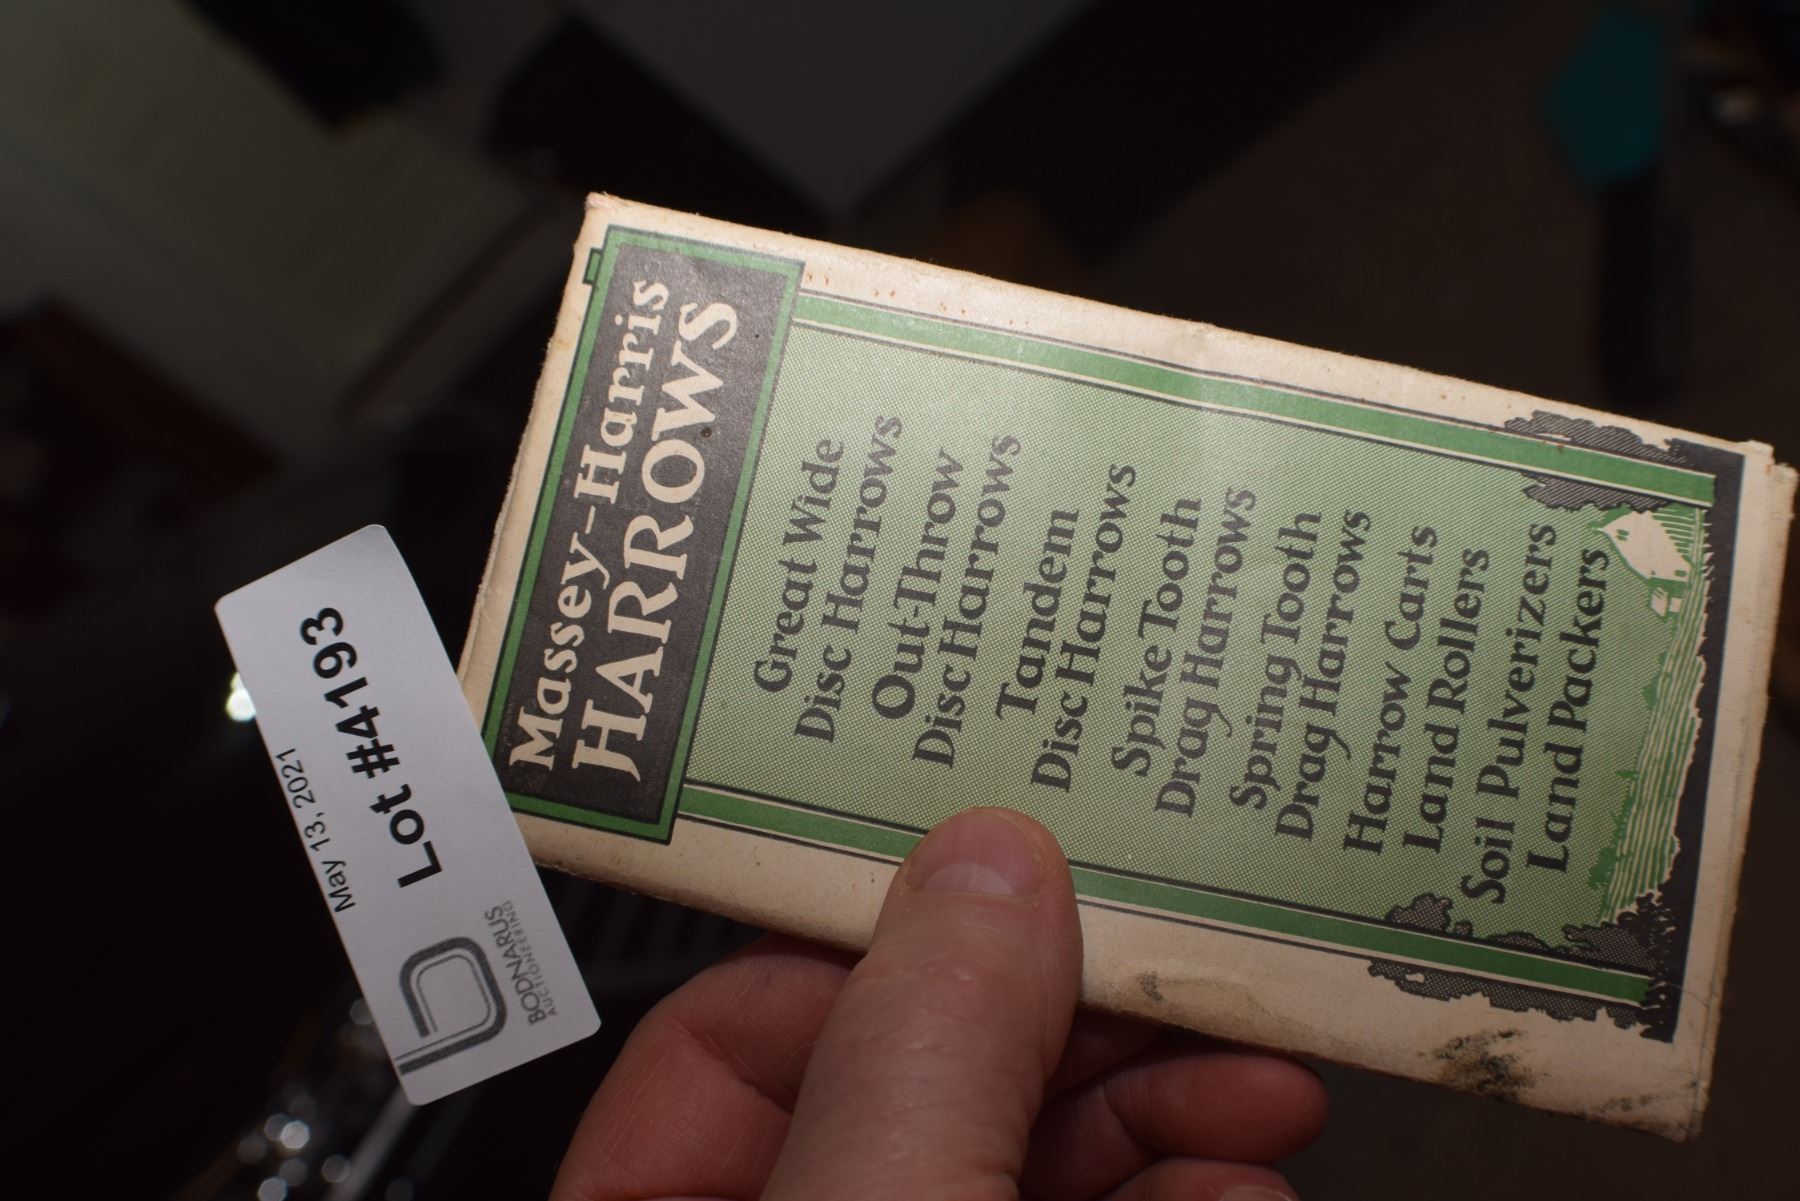 Massey-Harris
HARROWS
Great Wide
Disc Harrows
Out-Throw
Disc Harrows
Tandem
Disc Harrows
Spike Tooth
Drag Harrows
Spring Tooth
Drag Harrows
Harrow Carts
Land Rollers
Soil Pulverizers
Land Packers
May 13, 2021
Lot #4193
BODNARUS
AUCTIONEERING